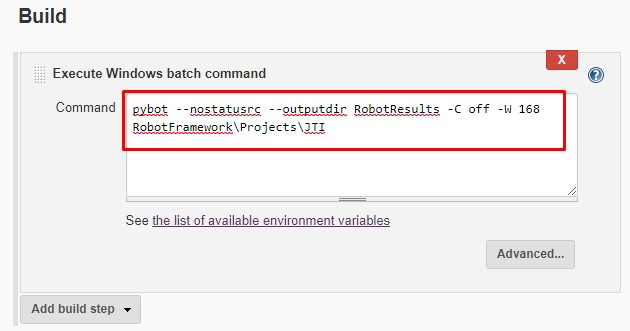 Build
X
Execute Windows batch command
?
Command
pybot --nostatusrc --outputdir RobotResults -C off -W 168
RobotFramework\Projects\JTI
See the list of available environment variables
Advanced...
Add build step